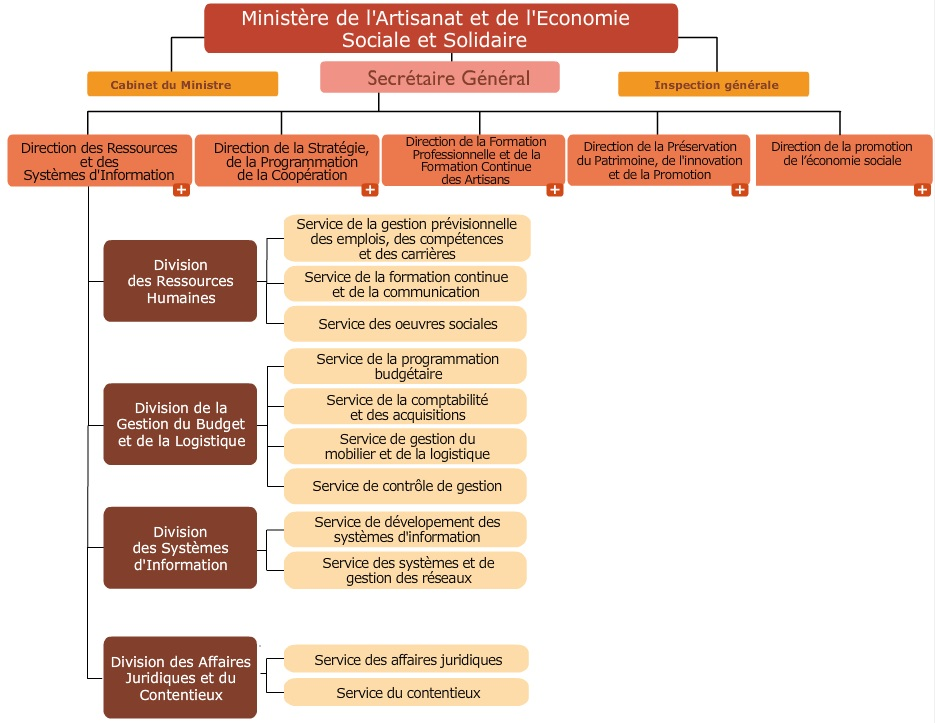 Ministère de l'Artisanat et de l'Economie
Sociale et Solidaire
Cabinet du Ministre
Secrétaire Général
Inspection générale
Direction des Ressources
et des
Systèmes d'Information
Direction de la Stratégie,
de la Programmation
de la Coopération
Direction de la Formation
Professionnelle et de la
Formation Continue
des Artisans
Direction de la Préservation
du Patrimoine, de l'innovation
et de la Promotion
Direction de la promotion
de l’économie sociale
Division
des Ressources
Humaines
Service de la gestion prévisionnelle
des emplois, des compétences
et des carrières
Service de la formation continue
et de la communication
Service des oeuvres sociales
Division de la
Gestion du Budget
et de la Logistique
Service de la programmation
budgétaire
Service de la comptabilité
et des acquisitions
Service de gestion du
mobilier et de la logistique
Service de contrôle de gestion
Division
des Systèmes
d'Information
Service de dévelopement des
systèmes d'information
Service des systèmes et de
gestion des réseaux
Division des Affaires
Juridiques et du
Contentieux
Service des affaires juridiques
Service du contentieux